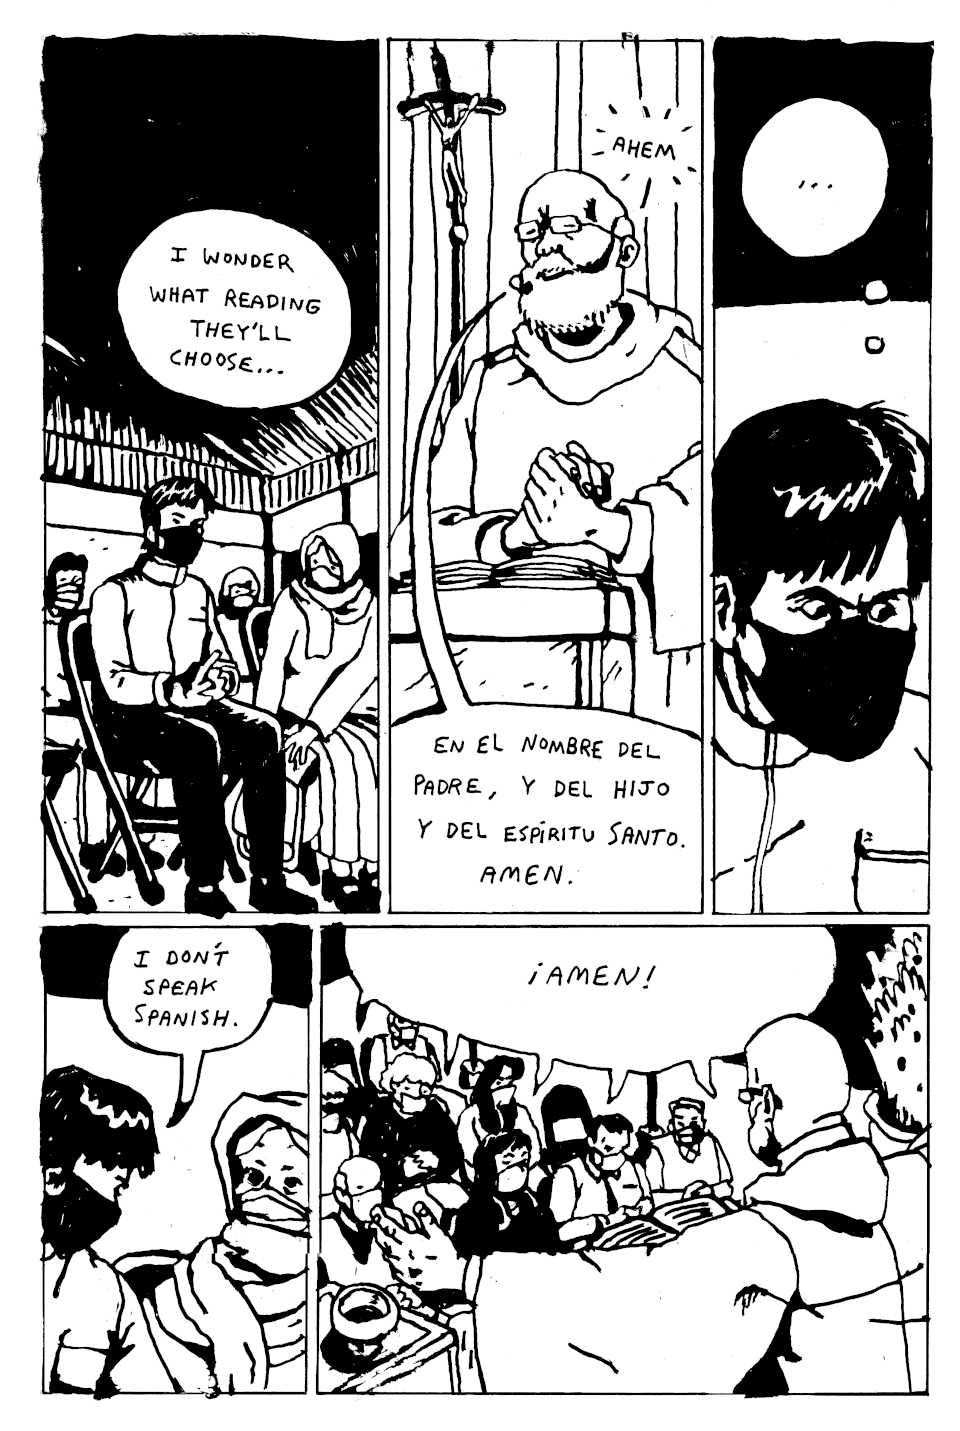 I WONDER
WHAT READING
THEY'LL
CHOOSE...
AHEM
EN EL NOMBRE DEL
PADRE, Y DEL HIJO
Y DEL ESPÍRITU SANTO.
AMEN.
...
I DON'T
SPEAK
SPANISH.
¡AMEN!